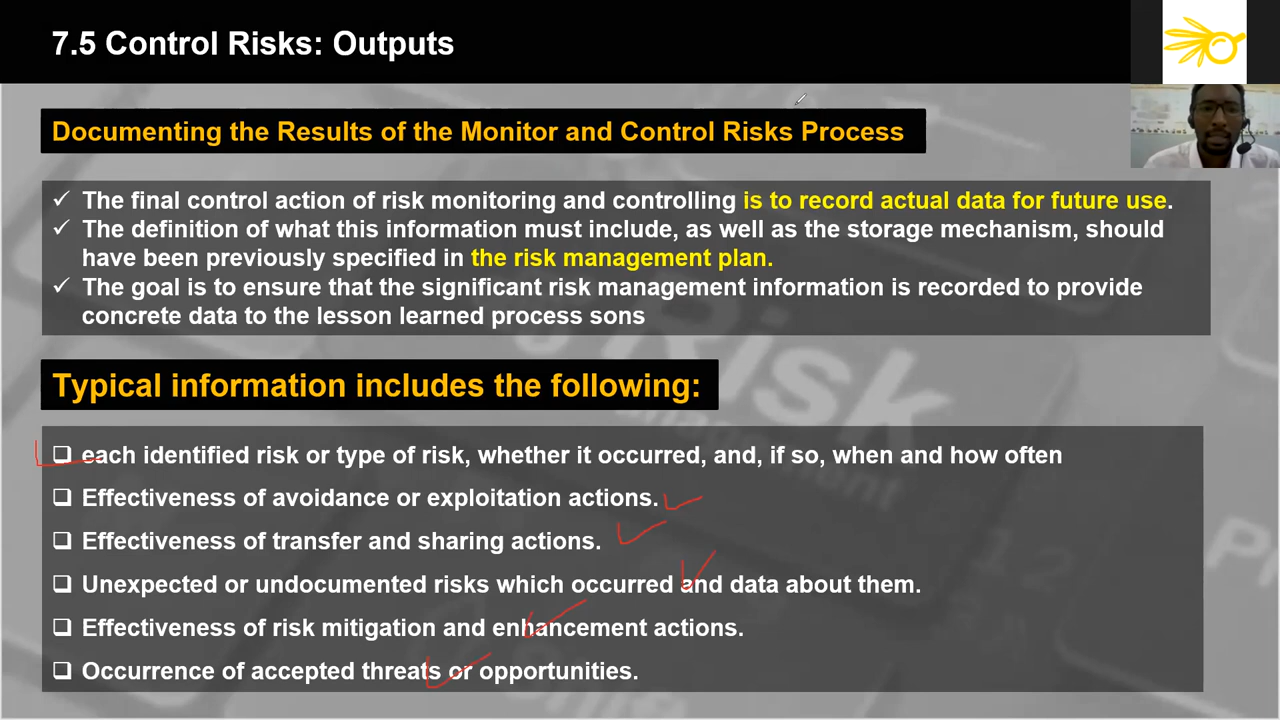 7.5 Control Risks: Outputs
Documenting the Results of the Monitor and Control Risks Process
✓ The final control action of risk monitoring and controlling is to record actual data for future use.
✓ The definition of what this information must include, as well as the storage mechanism, should
have been previously specified in the risk management plan.
✓ The goal is to ensure that the significant risk management information is recorded to provide
concrete data to the lesson learned process sons
Typical information includes the following:
❑ each identified risk or type of risk, whether it occurred, and, if so, when and how often
❑ Effectiveness of avoidance or exploitation actions.
❑ Effectiveness of transfer and sharing actions.
❑ Unexpected or undocumented risks which occurred and data about them.
❑ Effectiveness of risk mitigation and enhancement actions.
❑ Occurrence of accepted threats or opportunities.
Risk